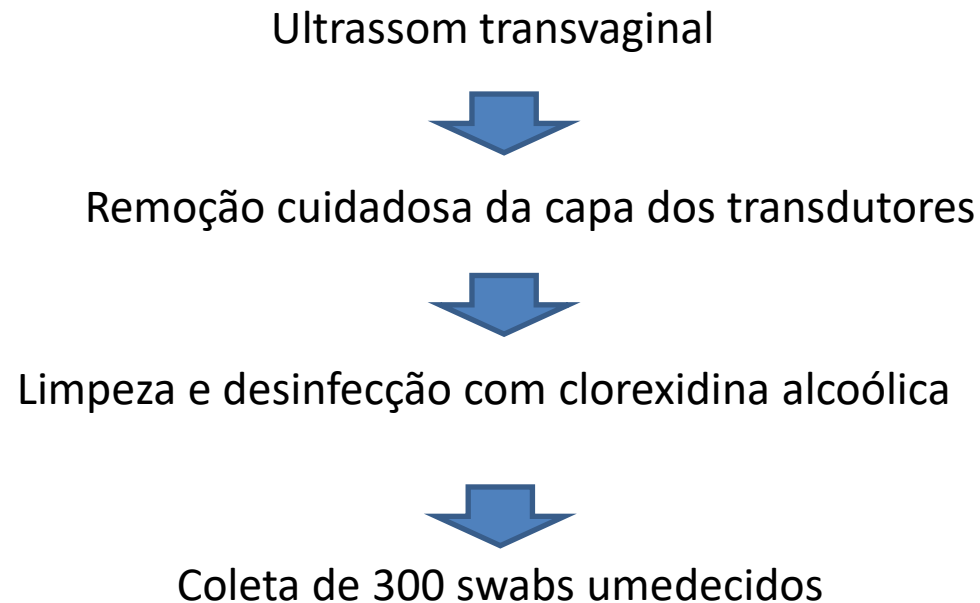 Ultrassom transvaginal
Remoção cuidadosa da capa dos transdutores
Limpeza e desinfecção com clorexidina alcoólica
Coleta de 300 swabs umedecidos